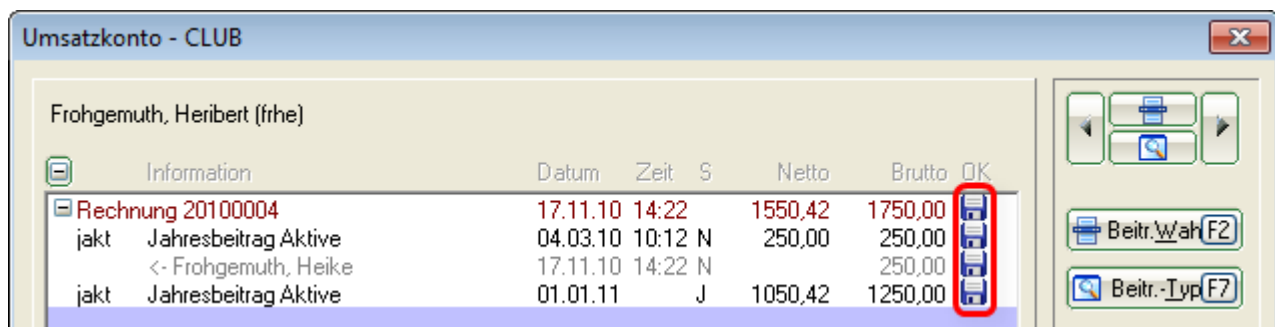 Umsatzkonto - CLUB
Frohgemuth, Heribert (frhe)
Information Datum Zeit S Netto Brutto OK
Rechnung 20100004 17.11.10 14:22 1550,42 1750,00
jakt Jahresbeitrag Aktive 04.03.10 10:12 N 250,00 250,00
<- Frohgemuth, Heike 17.11.10 14:22 N 250,00
jakt Jahresbeitrag Aktive 01.01.11 J 1050,42 1250,00
Beitr.Wah F2
Beitr.-Typ F7